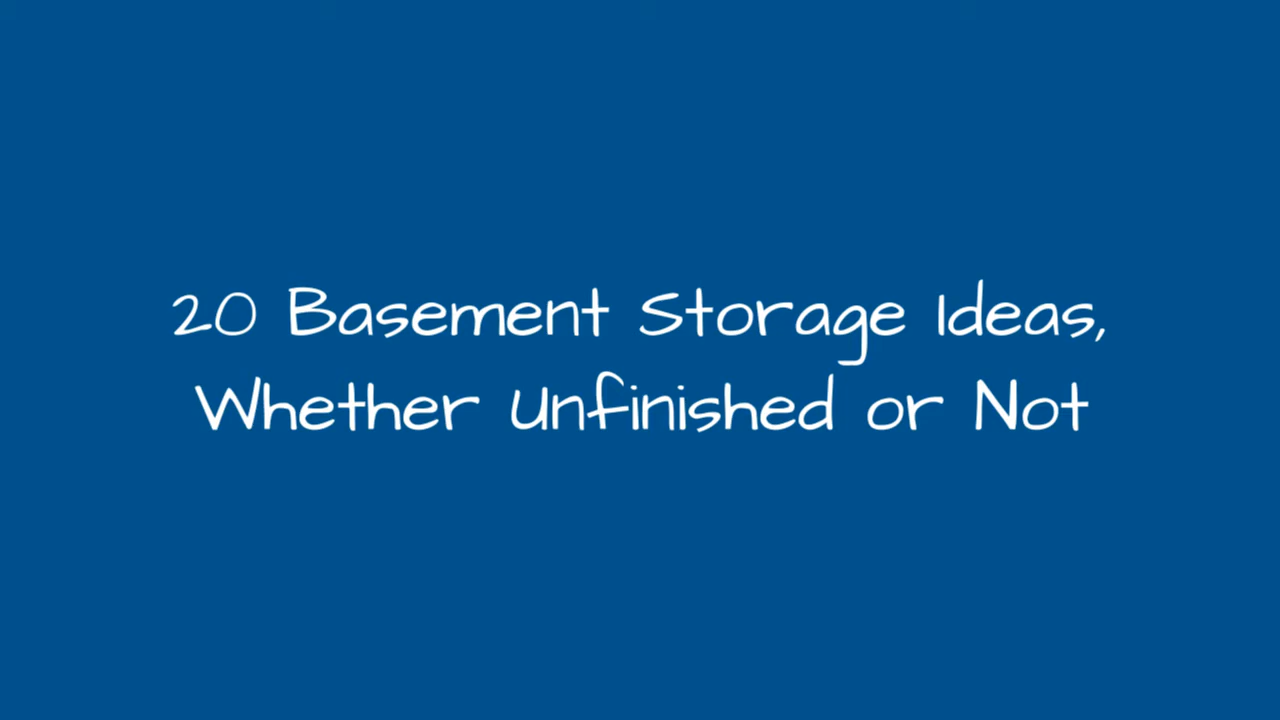 20 Basement Storage Ideas,
Whether Unfinished or Not